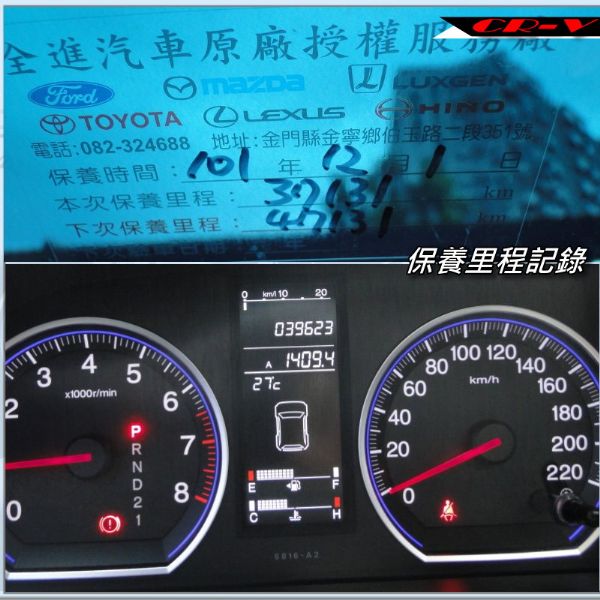 CR-V
全進汽車原廠授權服務廠
Ford mazda LUXGEN
TOYOTA LEXUS HINO
電話:082-324688 地址:金門縣金寧鄉伯玉路二段351號
保養時間: 101 年 12 月 1 日
本次保養里程: 37131 km
下次保養里程: 47131 km
保養里程記錄
0 km/l 10 20
039623
A 1409.4
27c
E F
C H
5816-A2
0 2 3 4 5 6 7 8
x1000r/min
P
R
N
D
2
1
0 20 40 60 80 100 120 140 160 180 200 220
km/h